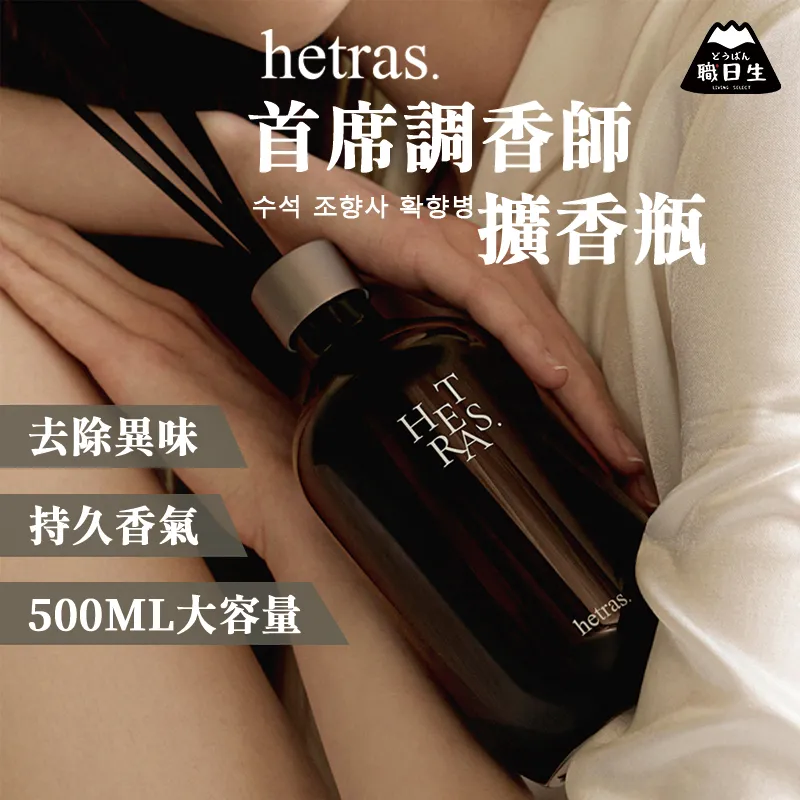 hetras.
どうばん
職日生
LIVING SELECT
首席調香師
수석 조향사 확향병
擴香瓶
HET
RAS.
去除異味
持久香氣
500ML大容量
hetras.